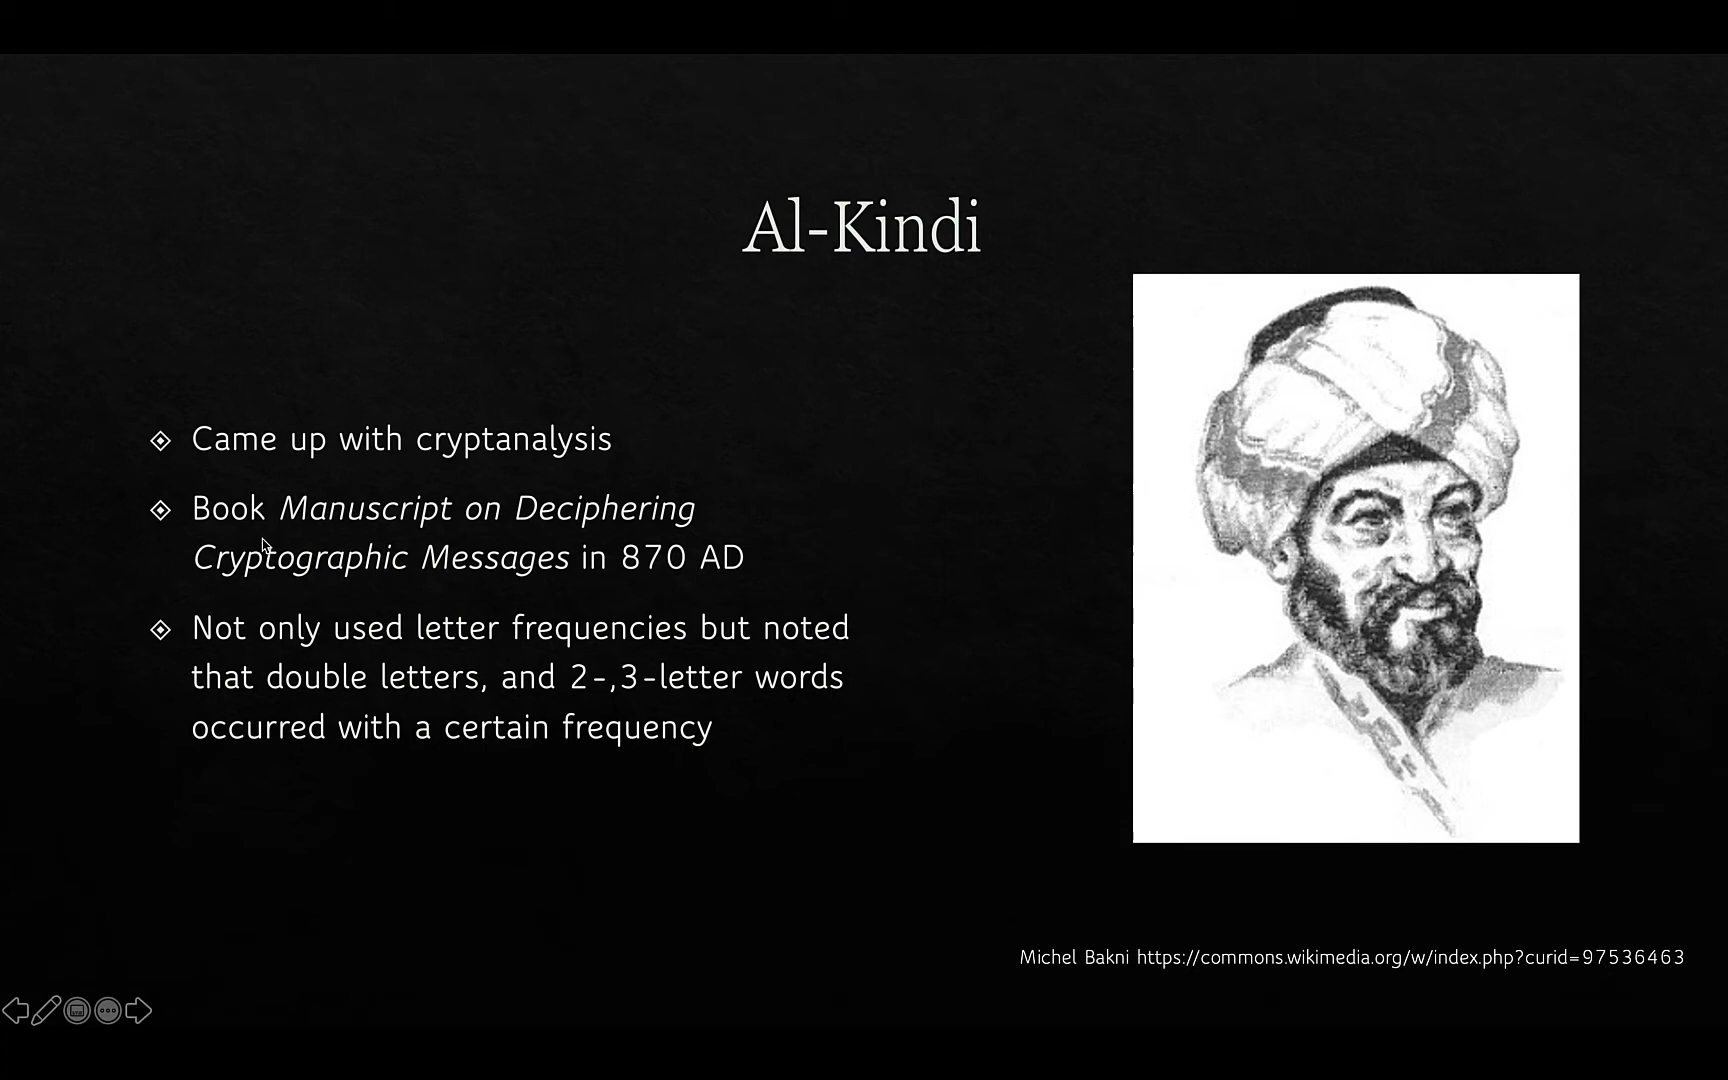 Al-Kindi
Came up with cryptanalysis
Book Manuscript on Deciphering
Cryptographic Messages in 870 AD
Not only used letter frequencies but noted
that double letters, and 2-,3-letter words
occurred with a certain frequency
Michel Bakni https://commons.wikimedia.org/w/index.php?curid=97536463